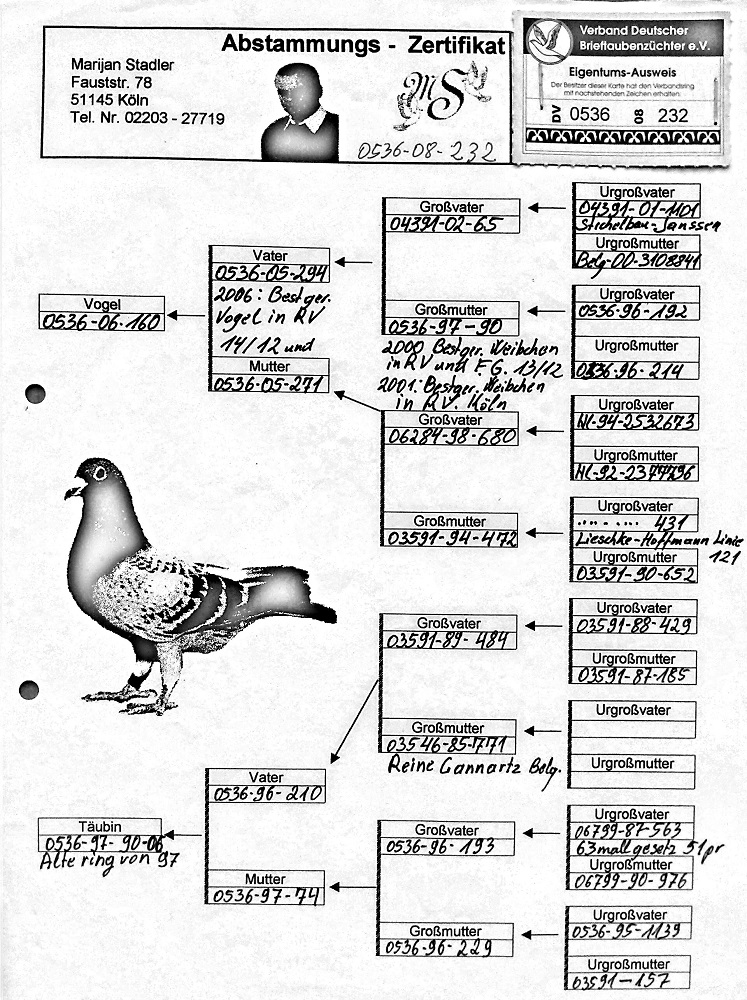 Abstammungs - Zertifikat
Marijan Stadler
Fauststr. 78
51145 Köln
Tel. Nr. 02203 - 27719
MS
0536-08-232
Verband Deutscher
Brieftaubenzüchter e.V.
Eigentums-Ausweis
Der Besitzer dieser Karte hat den Verbandsring
mit nachstehenden Zeichen erhalten.
DV 0536 08 232
Vogel
0536-06-160
Vater
0536-05-294
2006: Best ger.
Vogel in RV
14/12 und
Mutter
0536-05-271
Großvater
04391-02-65
Großmutter
0536-97-90
2000 Bestger. Weibchen
in RV und F.G. 13/12
2001: Bestger. Weibchen
in RV. Köln
Großvater
06284-98-680
Großmutter
03591-94-472
Urgroßvater
04391-01-1101
Stichelbau-Janssen
Urgroßmutter
Belg-00-3108841
Urgroßvater
0536-96-192
Urgroßmutter
0536-96-214
Urgroßvater
Nl-94-2532673
Urgroßmutter
Nl-92-2377796
Urgroßvater
431
Lieschke-Hoffmann Linie
Urgroßmutter 121
03591-90-652
Täubin
0536-97-90-06
Alte ring von 97
Vater
0536-96-210
Mutter
0536-97-74
Großvater
03591-89-484
Großmutter
03546-85-771
Reine Cannartz Belg.
Großvater
0536-96-193
Großmutter
0536-96-229
Urgroßvater
03591-88-429
Urgroßmutter
03591-87-185
Urgroßvater
Urgroßmutter
Urgroßvater
06799-87-563
63mall gesetz 51pr
Urgroßmutter
06799-90-976
Urgroßvater
0536-95-1139
Urgroßmutter
03591-157